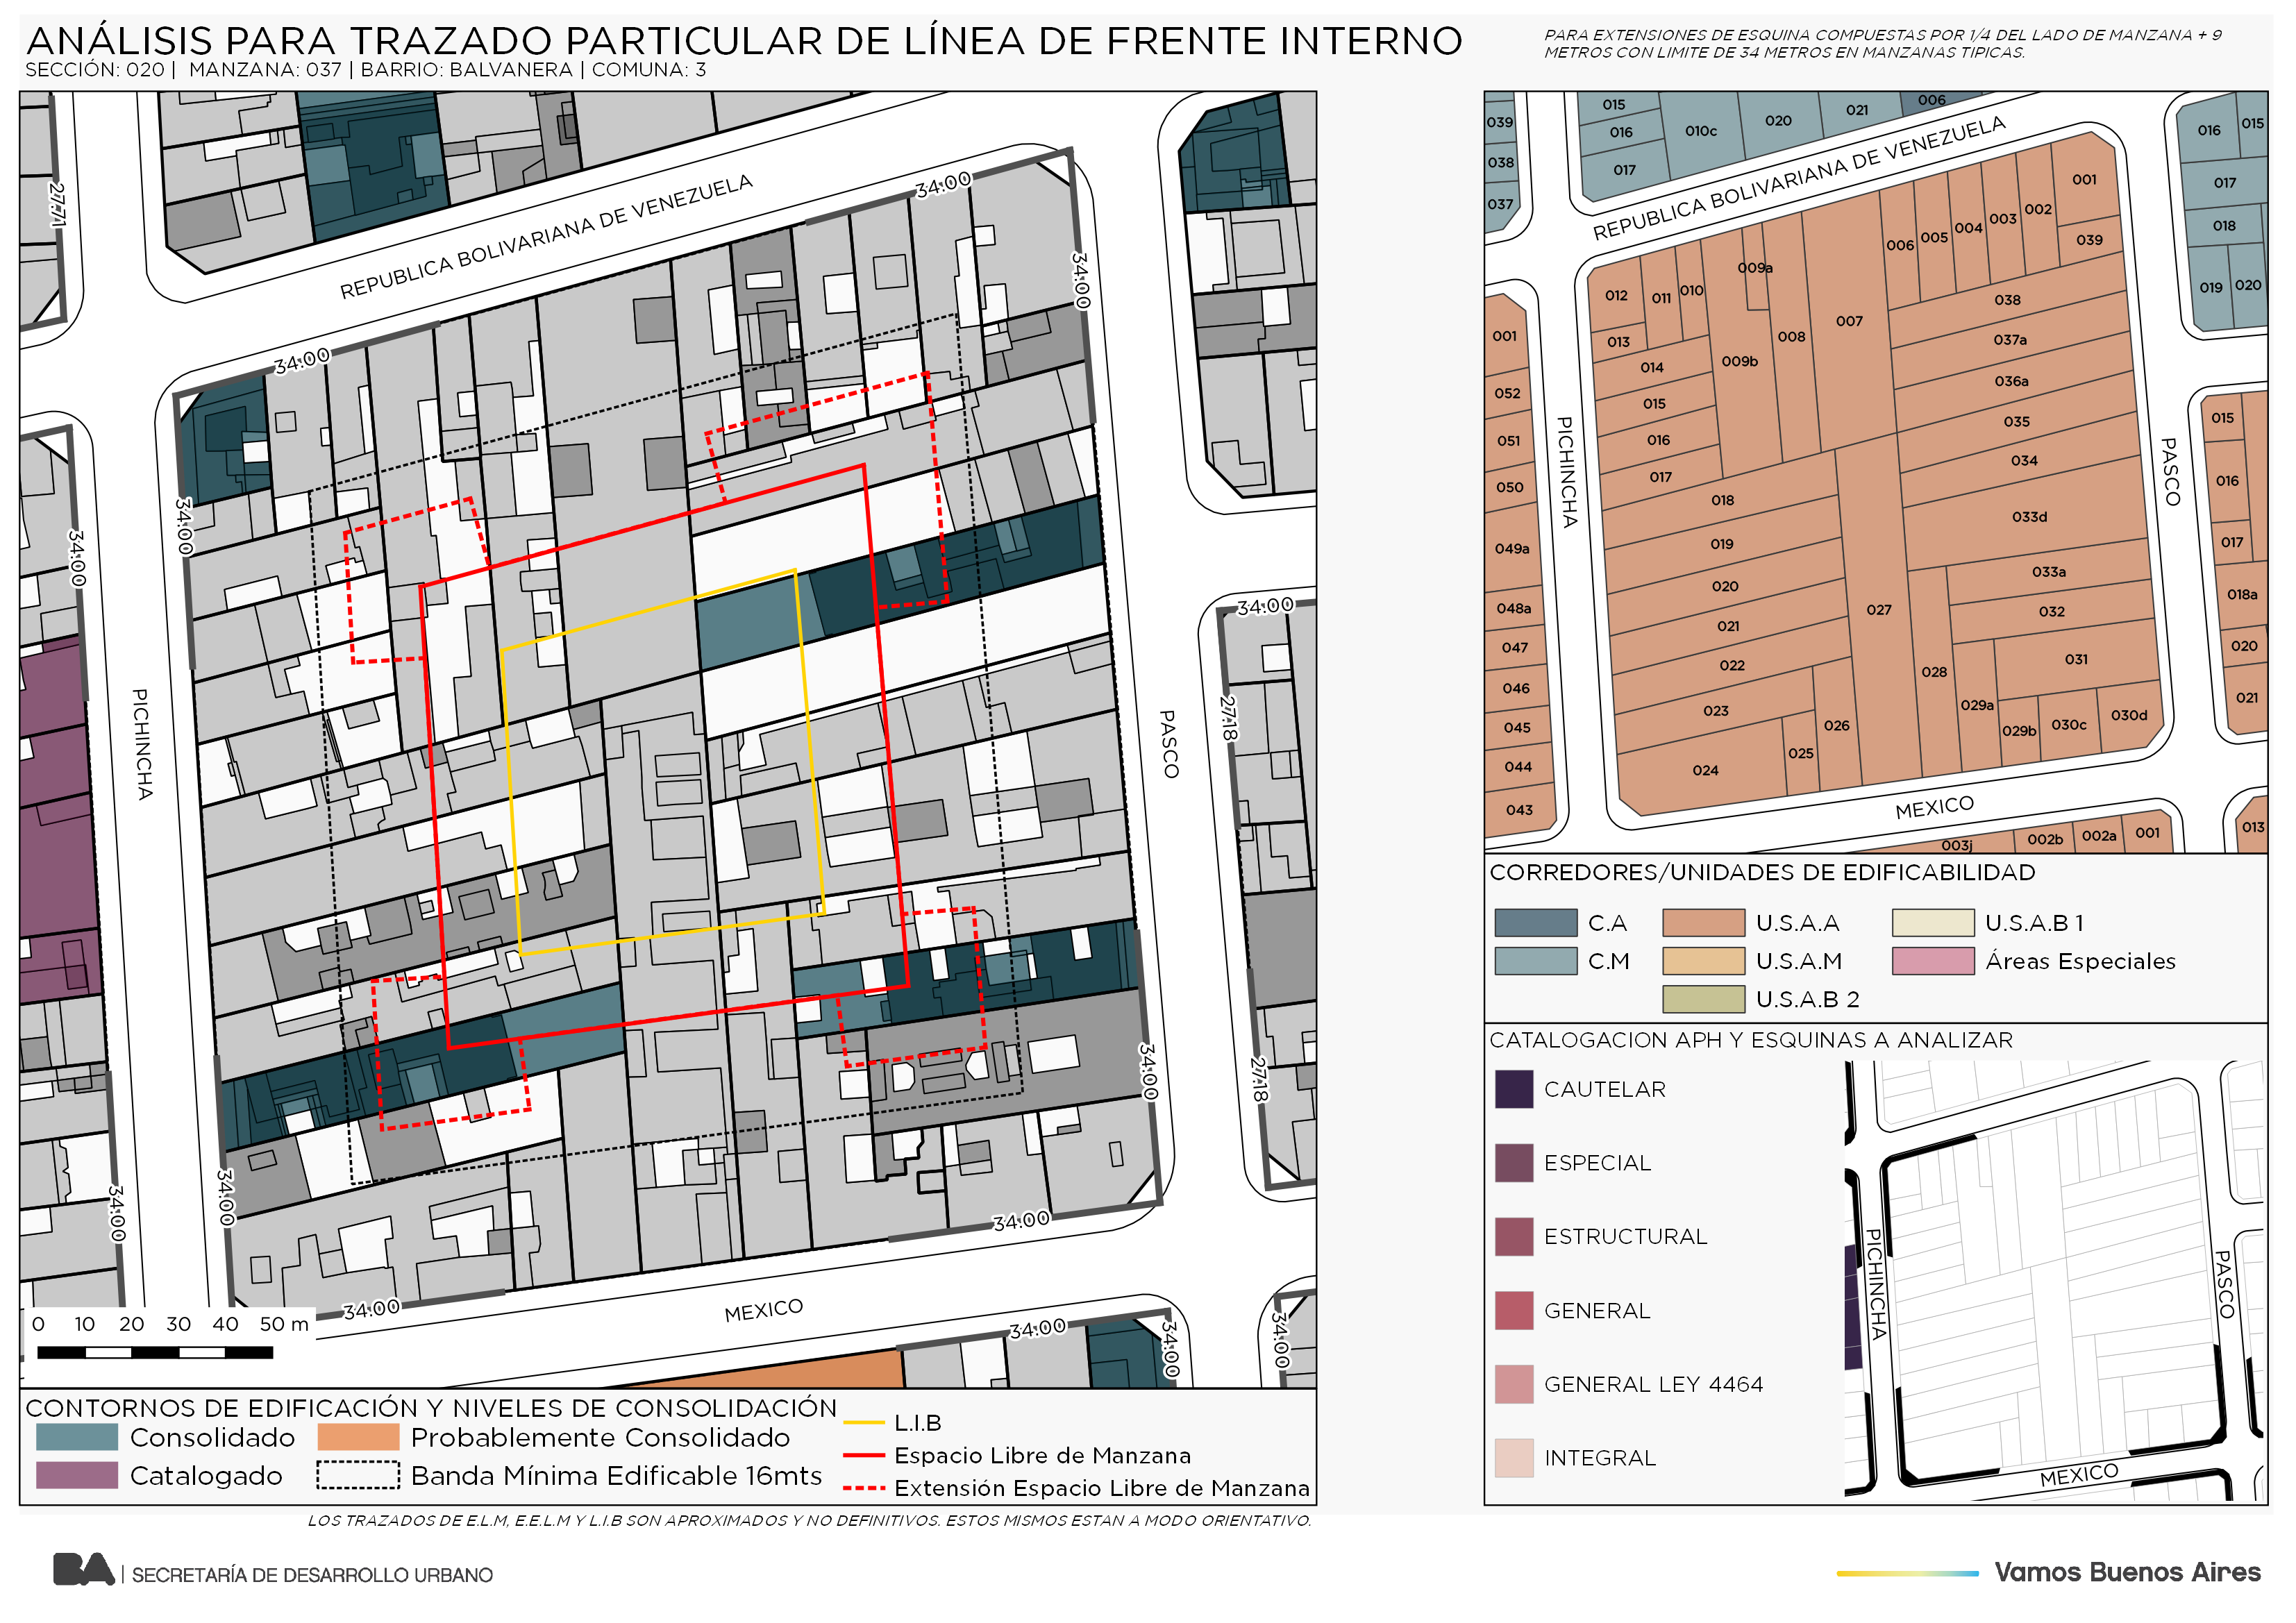 ANÁLISIS PARA TRAZADO PARTICULAR DE LÍNEA DE FRENTE INTERNO
SECCIÓN: 020 | MANZANA: 037 | BARRIO: BALVANERA | COMUNA: 3
PARA EXTENSIONES DE ESQUINA COMPUESTAS POR 1/4 DEL LADO DE MANZANA + 9
METROS CON LIMITE DE 34 METROS EN MANZANAS TIPICAS.
27.71
REPUBLICA BOLIVARIANA DE VENEZUELA
34.00
34.00
34.00
34.00
34.00
34.00
27.18
PICHINCHA
PASCO
34.00
27.18
34.00
34.00
34.00
34.00
MEXICO
34.00
34.00
34.00
0 10 20 30 40 50 m
CONTORNOS DE EDIFICACIÓN Y NIVELES DE CONSOLIDACIÓN
Consolidado
Probablemente Consolidado
Catalogado
Banda Mínima Edificable 16mts
L.I.B
Espacio Libre de Manzana
Extensión Espacio Libre de Manzana
LOS TRAZADOS DE E.L.M, E.E.L.M Y L.I.B SON APROXIMADOS Y NO DEFINITIVOS. ESTOS MISMOS ESTAN A MODO ORIENTATIVO.
039
038
037
015
016
017
010c
020
021
006
016
015
017
018
019
020
REPUBLICA BOLIVARIANA DE VENEZUELA
001
052
051
050
049a
048a
047
046
045
044
043
PICHINCHA
012
011
010
009a
013
014
015
016
017
009b
008
007
006
005
004
003
002
001
039
038
037a
036a
035
034
033d
033a
032
031
018
019
020
021
022
023
024
025
026
027
028
029a
029b
030c
030d
PASCO
015
016
017
018a
020
021
013
MEXICO
003j
002b
002a
001
CORREDORES/UNIDADES DE EDIFICABILIDAD
C.A
U.S.A.A
U.S.A.B 1
C.M
U.S.A.M
Áreas Especiales
U.S.A.B 2
CATALOGACION APH Y ESQUINAS A ANALIZAR
CAUTELAR
ESPECIAL
ESTRUCTURAL
GENERAL
GENERAL LEY 4464
INTEGRAL
PICHINCHA
PASCO
MEXICO
BA | SECRETARÍA DE DESARROLLO URBANO
Vamos Buenos Aires